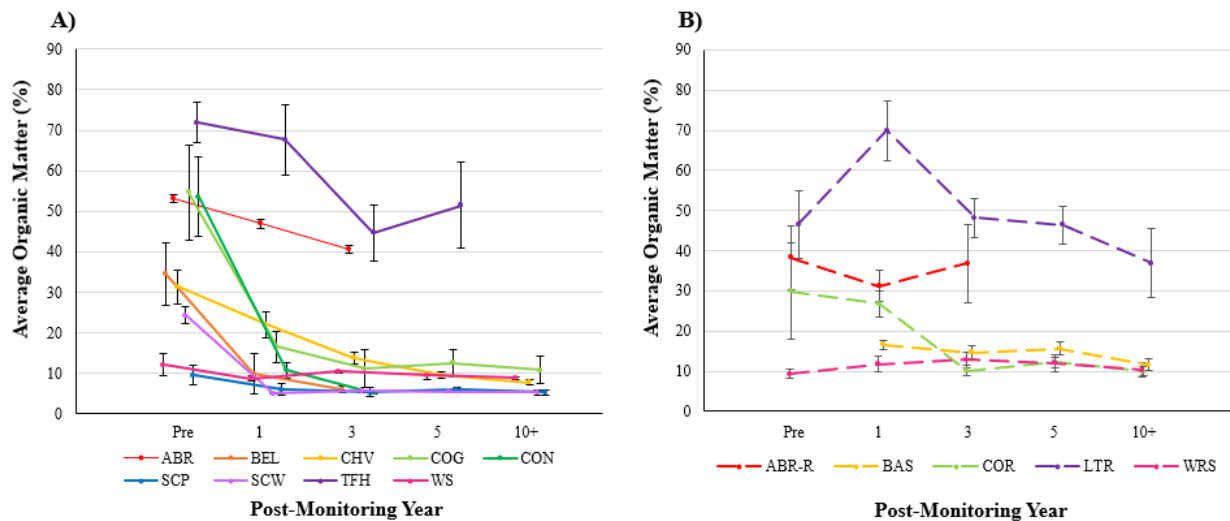 A)
Average Organic Matter (%)
90
80
70
60
50
40
30
20
10
0
Pre 1 3 5 10+
ABR BEL CHV COG CON
SCP SCW TFH WS
Post-Monitoring Year
B)
Average Organic Matter (%)
90
80
70
60
50
40
30
20
10
0
Pre 1 3 5 10+
ABR-R BAS COR LTR WRS
Post-Monitoring Year